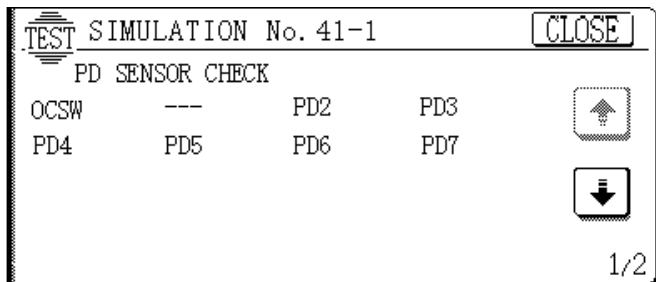 TEST SIMULATION No. 41-1 CLOSE
PD SENSOR CHECK
OCSW --- PD2 PD3
PD4 PD5 PD6 PD7
1/2